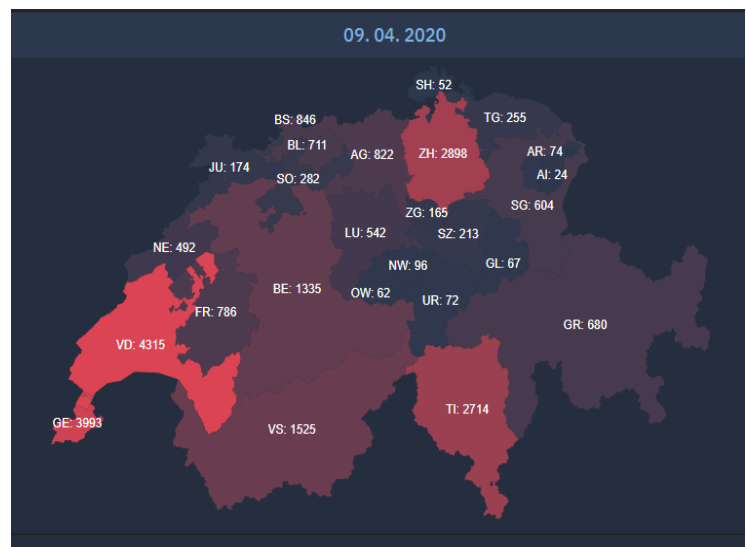 09. 04. 2020
SH: 52
TG: 255
BS: 846
BL: 711
AG: 822
ZH: 2898
AR: 74
JU: 174
SO: 282
AI: 24
ZG: 165
SG: 604
LU: 542
SZ: 213
NE: 492
NW: 96
GL: 67
BE: 1335
OW: 62
UR: 72
FR: 786
GR: 680
VD: 4315
TI: 2714
GE: 3993
VS: 1525